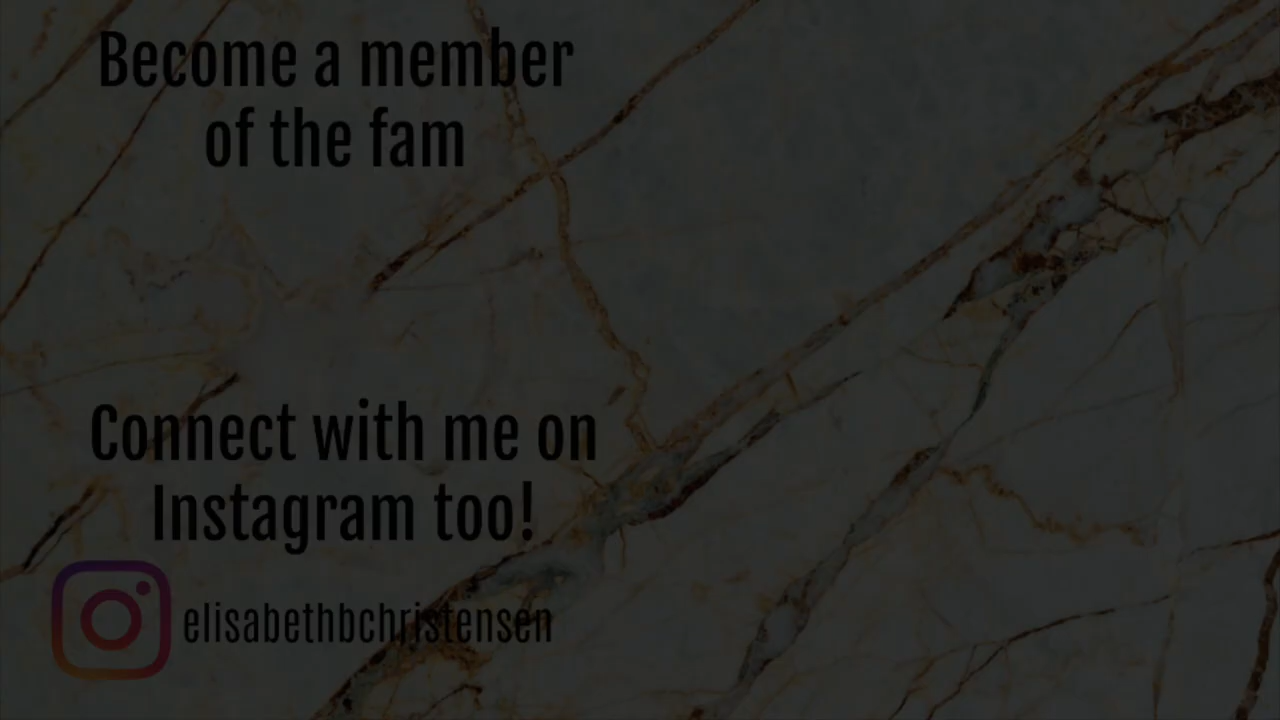 Become a member
of the fam
Connect with me on
Instagram too!
elisabethbchristensen